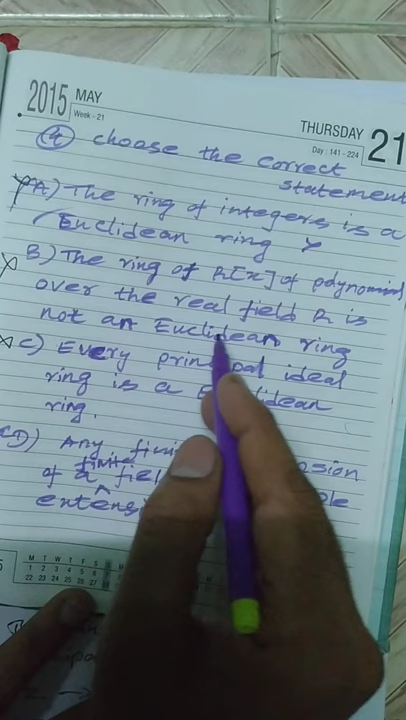 2015 MAY
Week - 21
THURSDAY 21
Day : 141 - 224
4 choose the correct
statement
A) The ring of integers is a
Euclidean ring
B) The ring of R[x] of polynomial
over the real field R is
not an Euclidean ring
C) Every principal ideal
ring is a Euclidean
ring.
D) Any
finite
of a
M T W T F S S